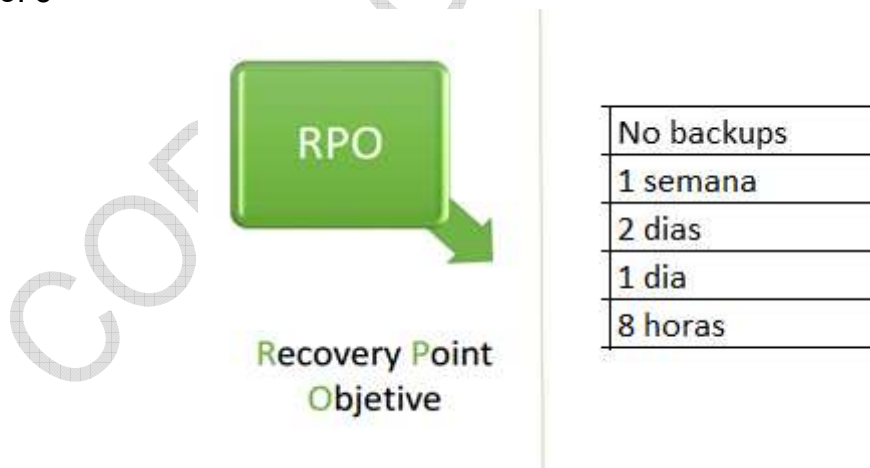 RPO
Recovery Point
Objetive
No backups
1 semana
2 dias
1 dia
8 horas